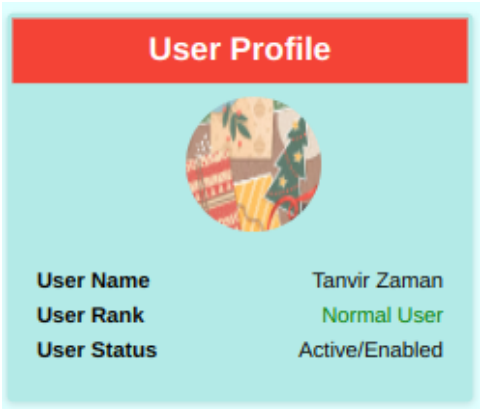 User Profile
User Name Tanvir Zaman
User Rank Normal User
User Status Active/Enabled